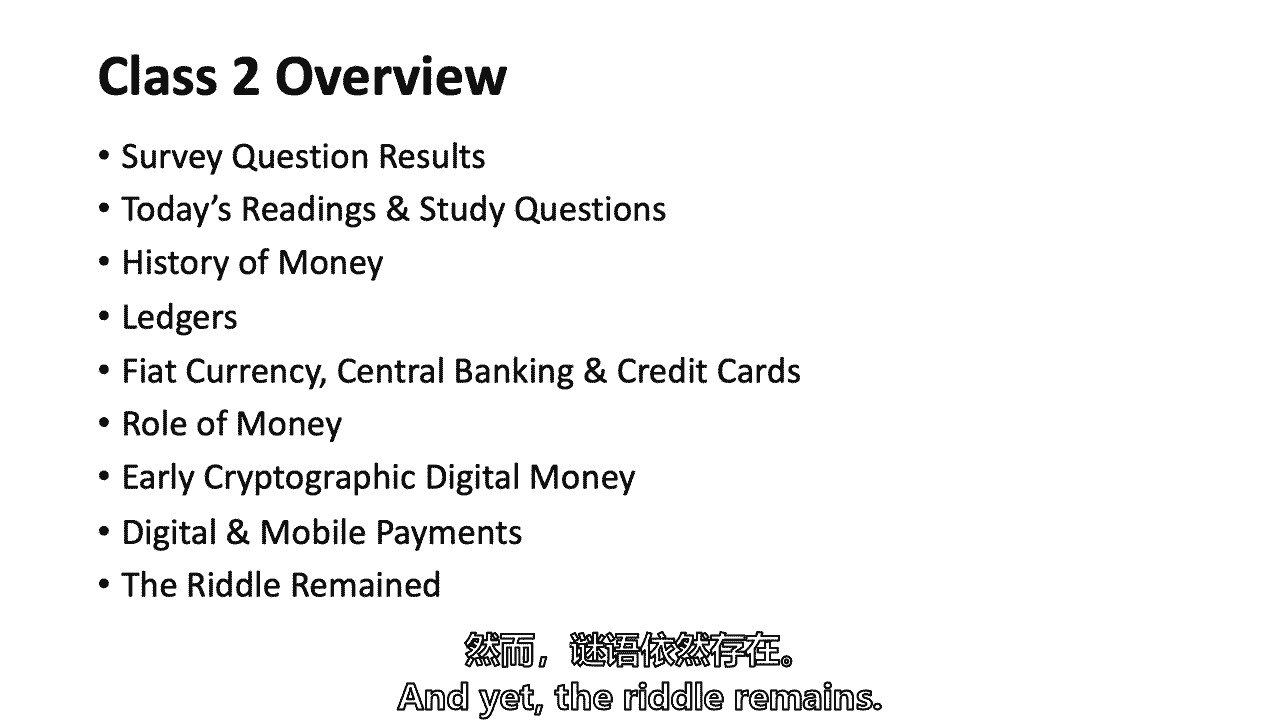 Class 2 Overview
• Survey Question Results
• Today’s Readings & Study Questions
• History of Money
• Ledgers
• Fiat Currency, Central Banking & Credit Cards
• Role of Money
• Early Cryptographic Digital Money
• Digital & Mobile Payments
• The Riddle Remained
然而，谜语依然存在。
And yet, the riddle remains.